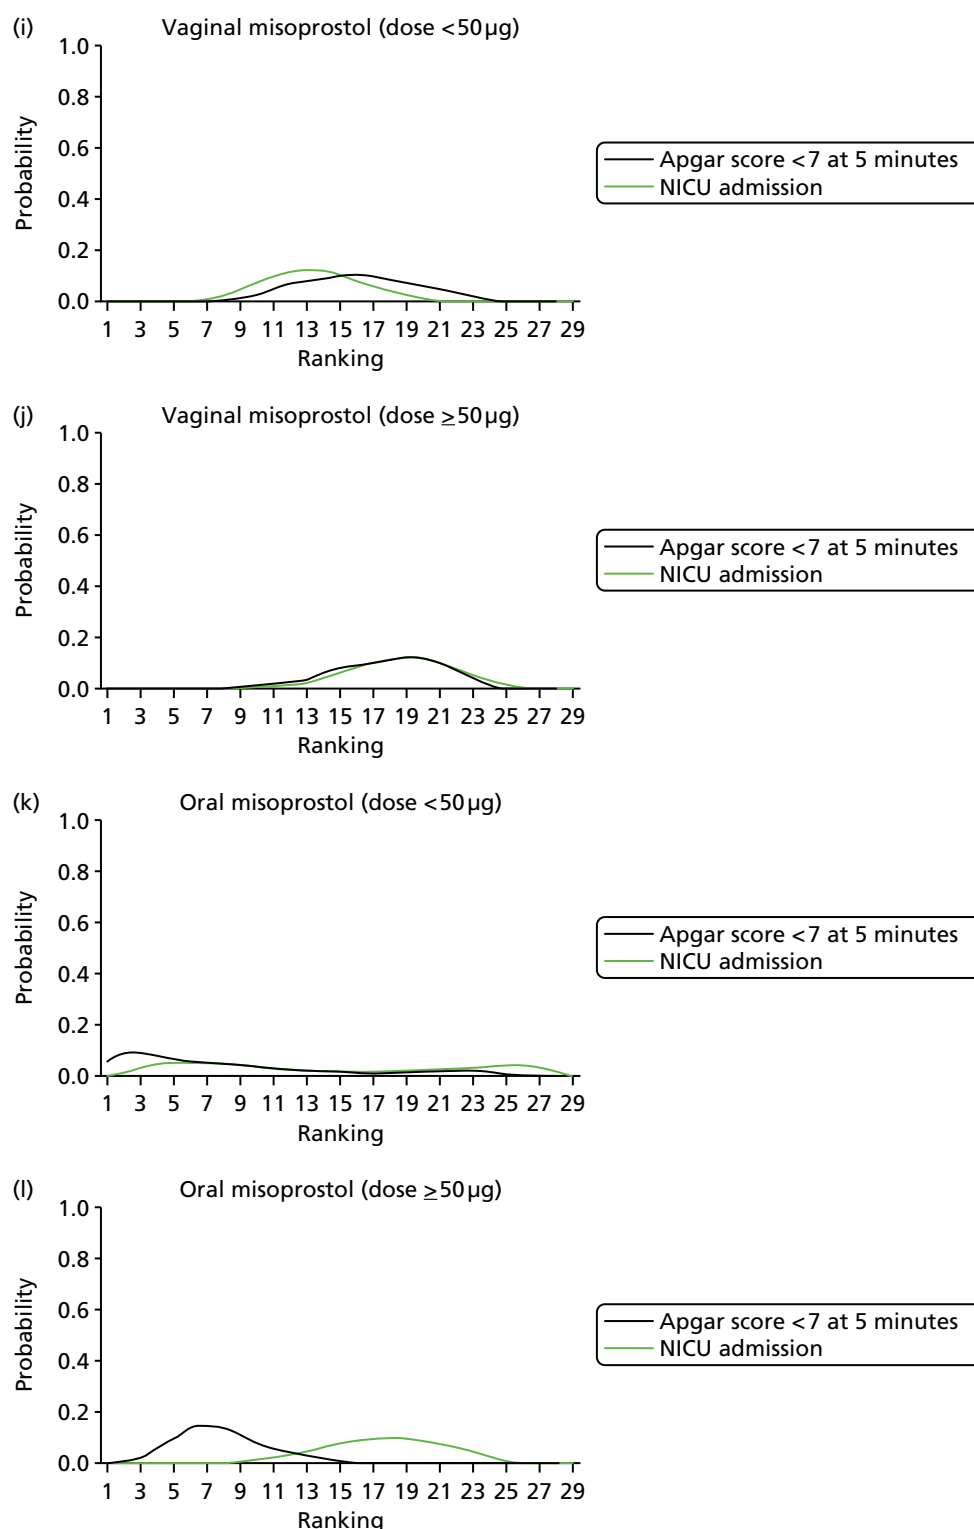 (i) Vaginal misoprostol (dose <50µg)
1.0
0.8
0.6
0.4
0.2
0.0
Probability
1 3 5 7 9 11 13 15 17 19 21 23 25 27 29
Ranking
Apgar score <7 at 5 minutes
NICU admission
(j) Vaginal misoprostol (dose ≥50µg)
1.0
0.8
0.6
0.4
0.2
0.0
Probability
1 3 5 7 9 11 13 15 17 19 21 23 25 27 29
Ranking
Apgar score <7 at 5 minutes
NICU admission
(k) Oral misoprostol (dose <50µg)
1.0
0.8
0.6
0.4
0.2
0.0
Probability
1 3 5 7 9 11 13 15 17 19 21 23 25 27 29
Ranking
Apgar score <7 at 5 minutes
NICU admission
(l) Oral misoprostol (dose ≥50µg)
1.0
0.8
0.6
0.4
0.2
0.0
Probability
1 3 5 7 9 11 13 15 17 19 21 23 25 27 29
Ranking
Apgar score <7 at 5 minutes
NICU admission